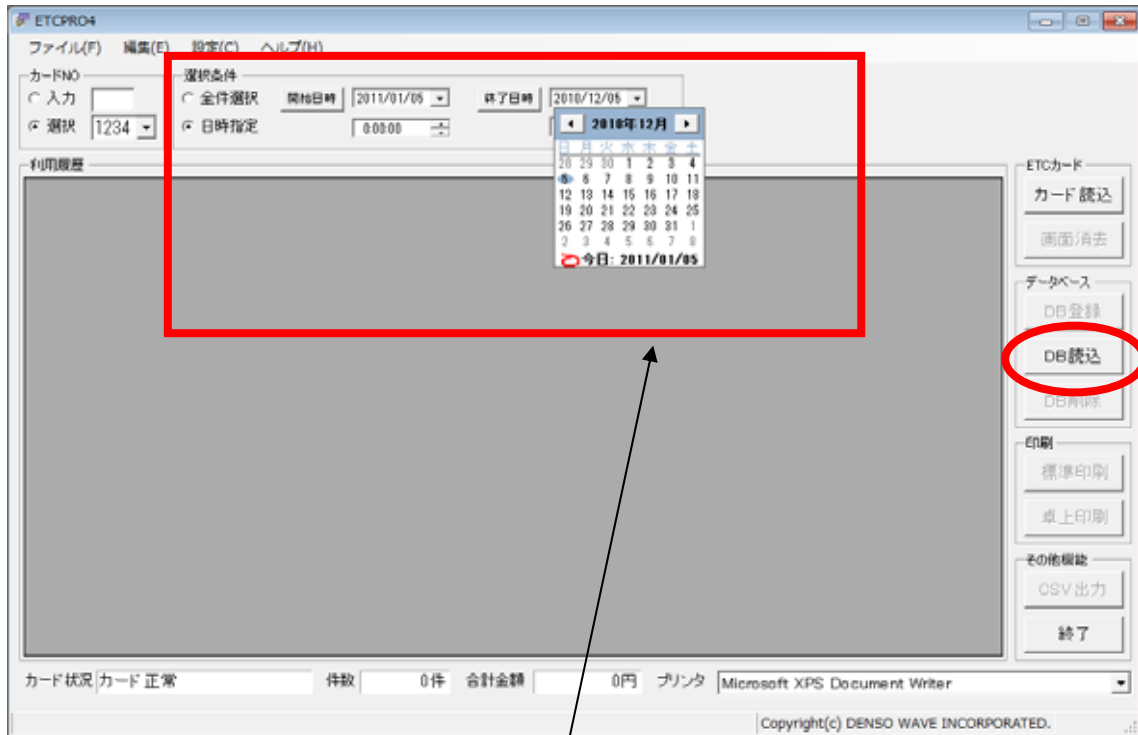 ETCPRO4
ファイル(F) 編集(E) 設定(C) ヘルプ(H)
カードNO
選択条件
入力
全件選択 開始日時 2011/01/05 終了日時 2010/12/05
選択 1234
日時指定 0:00:00
2010年12月
日 月 火 水 木 金 土
28 29 30 1 2 3 4
5 6 7 8 9 10 11
12 13 14 15 16 17 18
19 20 21 22 23 24 25
26 27 28 29 30 31 1
2 3 4 5 6 7 8
今日: 2011/01/05
利用履歴
ETCカード
カード読込
画面消去
データベース
DB登録
DB読込
DB削除
印刷
標準印刷
卓上印刷
その他機能
CSV出力
終了
カード状況 カード正常 件数 0件 合計金額 0円 プリンタ Microsoft XPS Document Writer
Copyright(c) DENSO WAVE INCORPORATED.